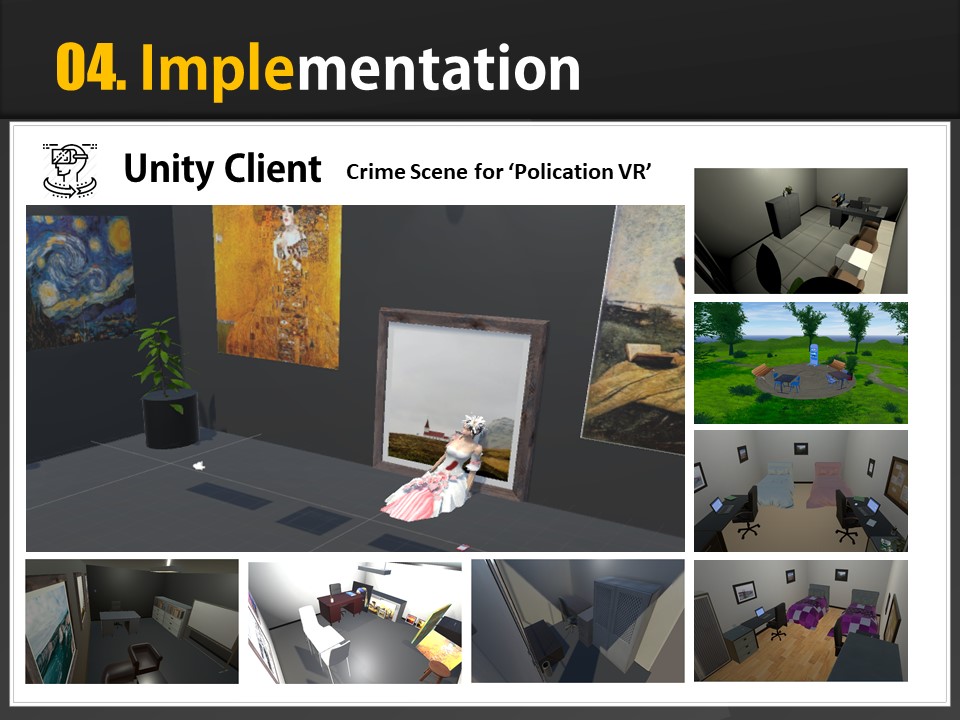 04. Implementation
Unity Client
Crime Scene for ‘Polication VR’